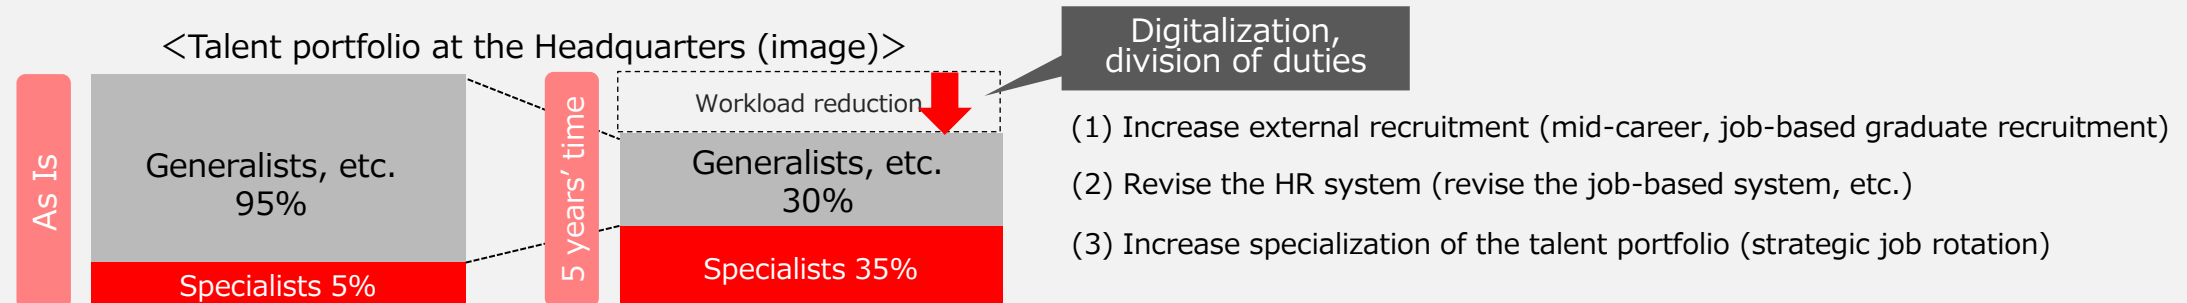 ＜Talent portfolio at the Headquarters (image)＞
As Is
Generalists, etc.
95%
Specialists 5%
5 years’ time
Workload reduction
Generalists, etc.
30%
Specialists 35%
Digitalization,
division of duties
(1) Increase external recruitment (mid-career, job-based graduate recruitment)
(2) Revise the HR system (revise the job-based system, etc.)
(3) Increase specialization of the talent portfolio (strategic job rotation)